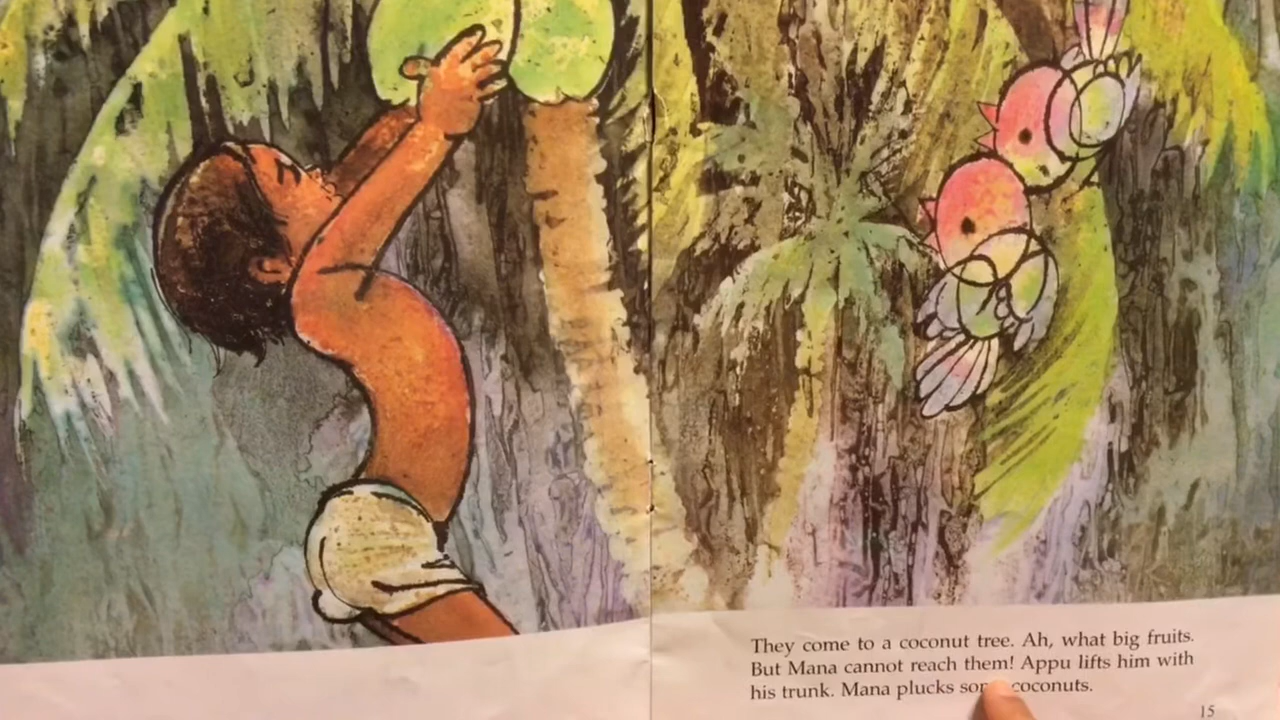 They come to a coconut tree. Ah, what big fruits.
But Mana cannot reach them! Appu lifts him with
his trunk. Mana plucks coconuts.
15